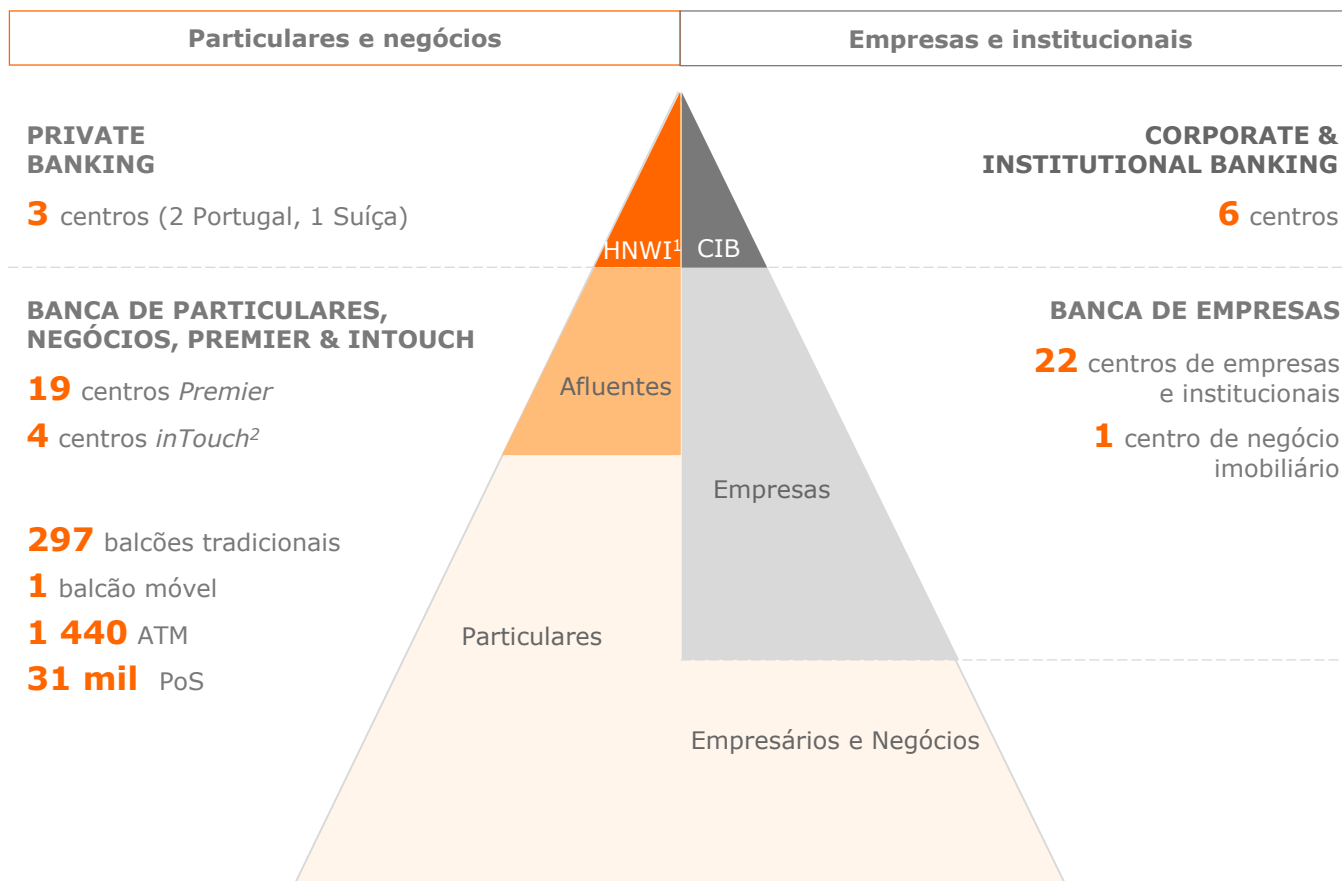 Particulares e negócios
Empresas e institucionais
PRIVATE
BANKING
3 centros (2 Portugal, 1 Suíça)
CORPORATE &
INSTITUTIONAL BANKING
6 centros
HNWI¹
CIB
BANCA DE PARTICULARES,
NEGÓCIOS, PREMIER & INTOUCH
19 centros Premier
4 centros inTouch²
297 balcões tradicionais
1 balcão móvel
1 440 ATM
31 mil PoS
Afluentes
Particulares
Empresas
Empresários e Negócios
BANCA DE EMPRESAS
22 centros de empresas
e institucionais
1 centro de negócio
imobiliário